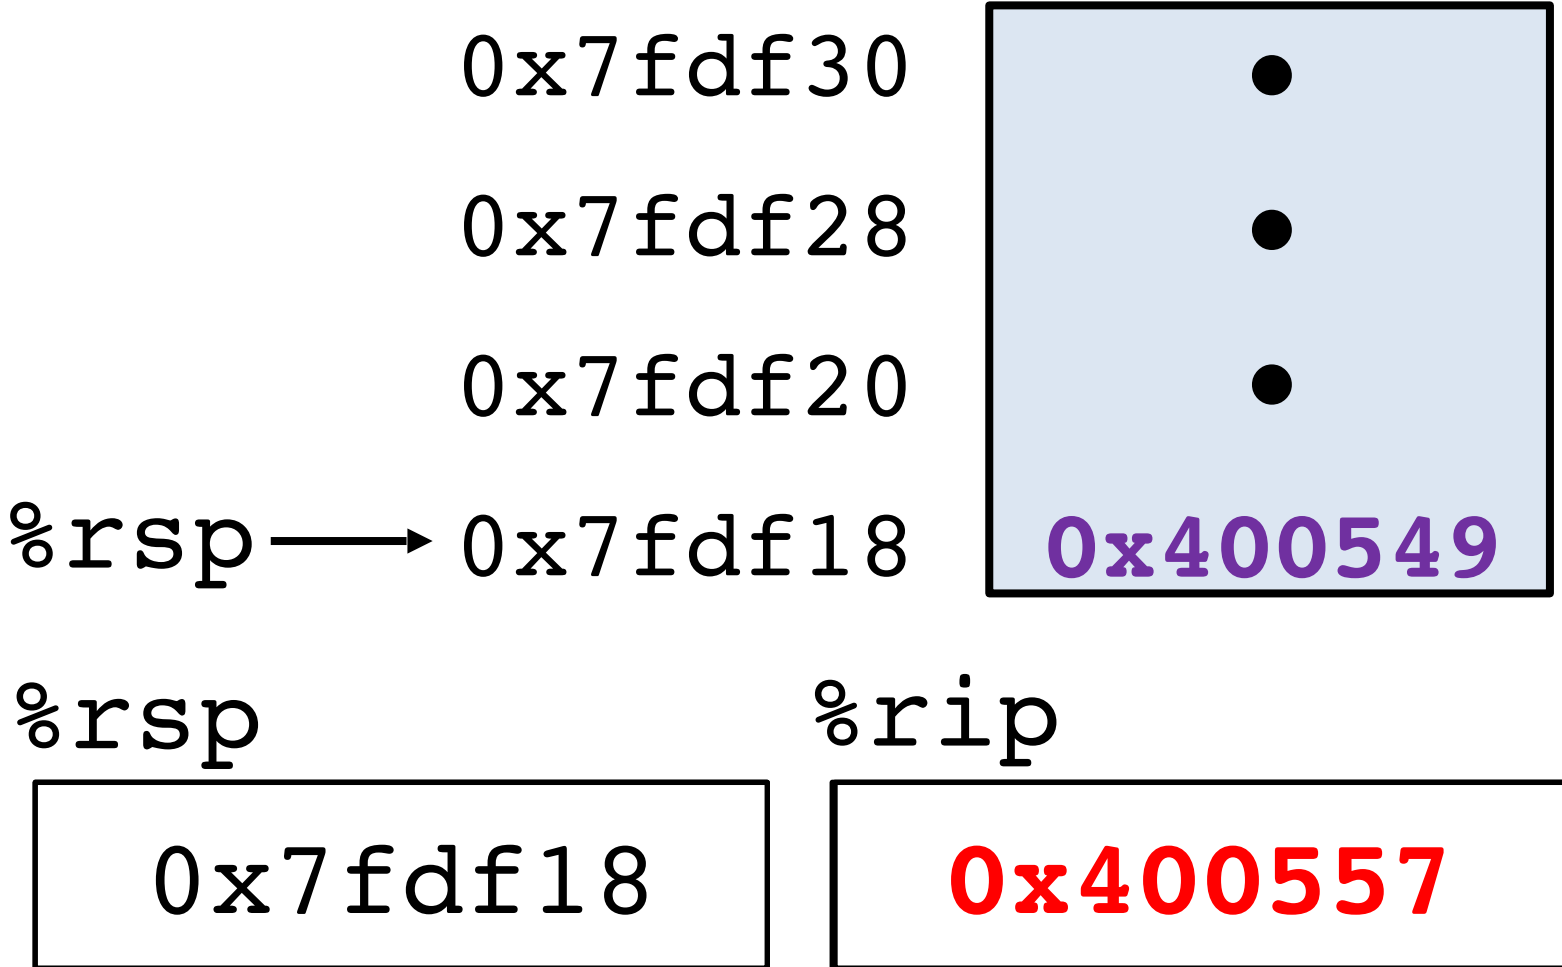 0x7fdf30
0x7fdf28
0x7fdf20
%rsp 0x7fdf18 0x400549
%rsp %rip
0x7fdf18 0x400557